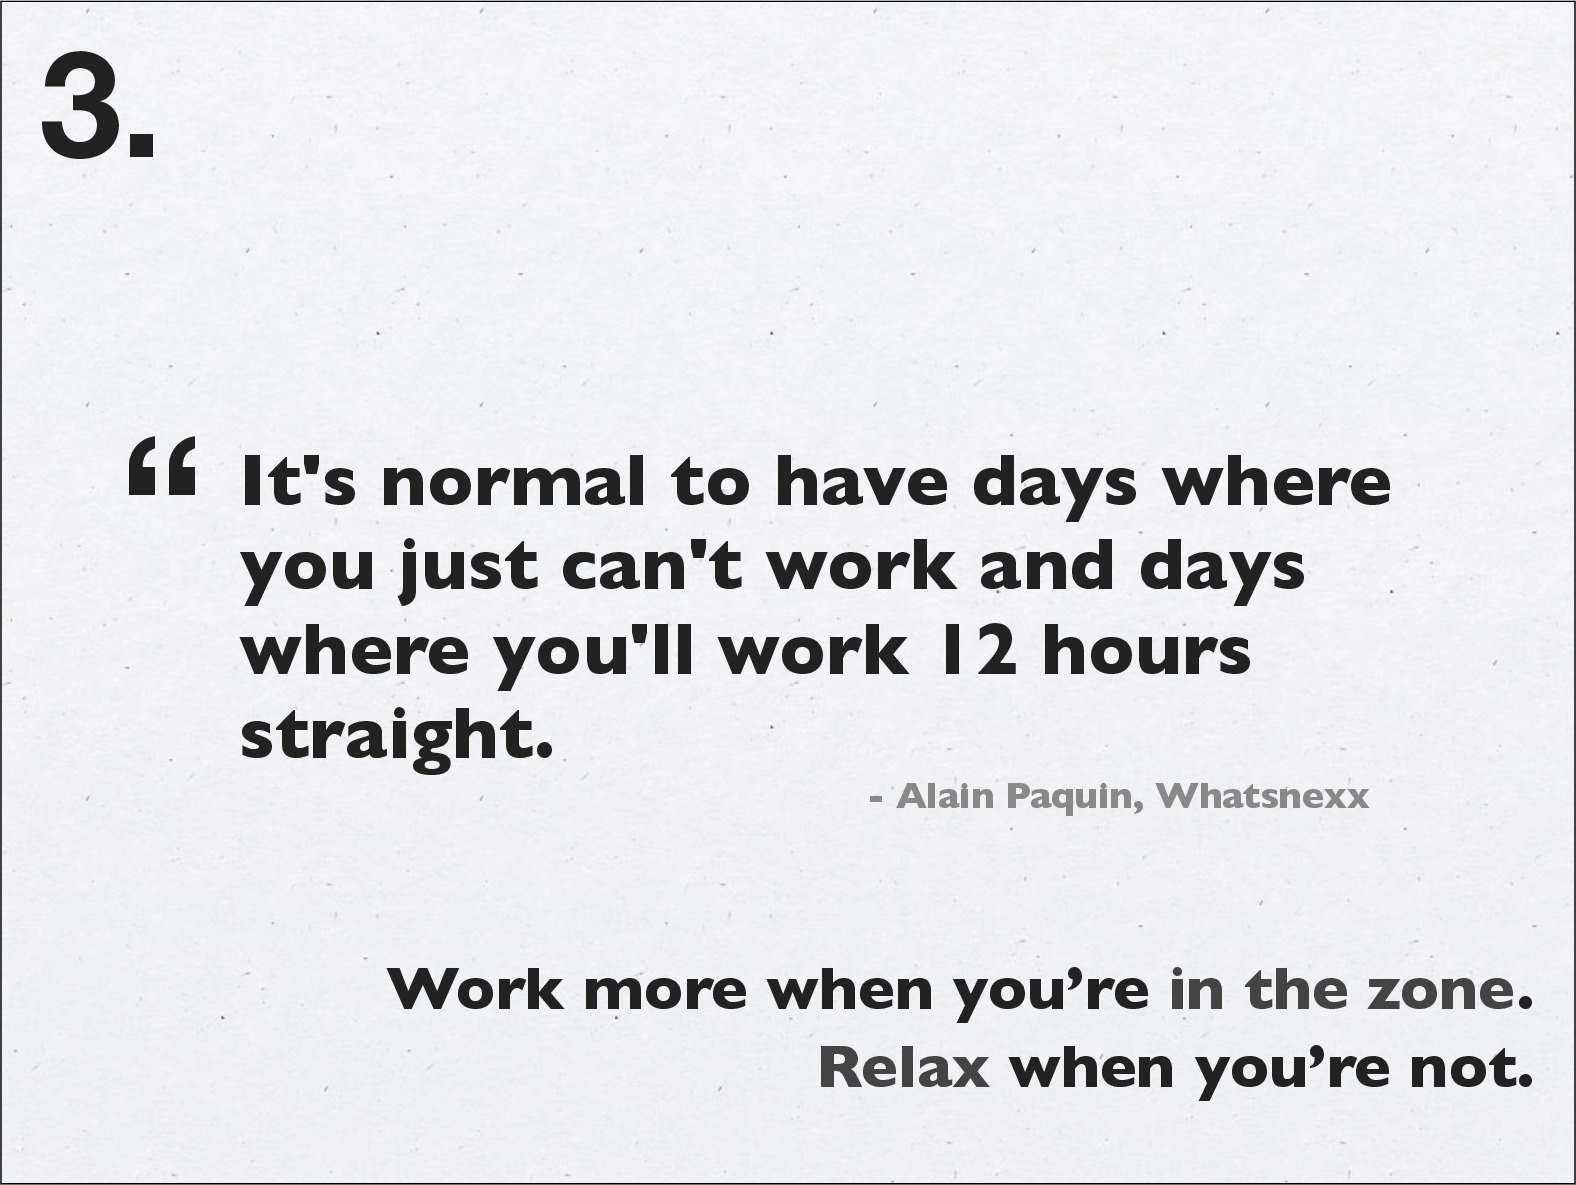 3.
“ It's normal to have days where
you just can't work and days
where you'll work 12 hours
straight.
- Alain Paquin, Whatsnexx
Work more when you’re in the zone.
Relax when you’re not.